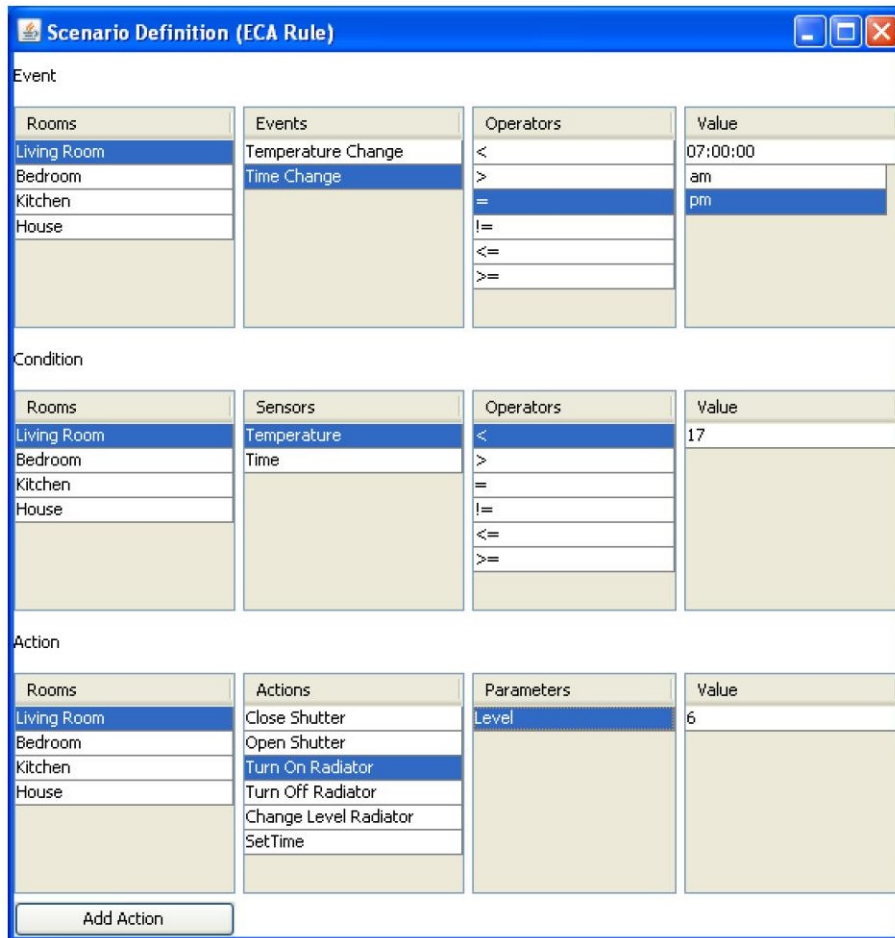 Scenario Definition (ECA Rule)
Event
Rooms Events Operators Value
Living Room Temperature Change < 07:00:00
Bedroom Time Change > am
Kitchen = pm
House !=
<=
>=
Condition
Rooms Sensors Operators Value
Living Room Temperature < 17
Bedroom Time >
Kitchen =
House !=
<=
>=
Action
Rooms Actions Parameters Value
Living Room Close Shutter Level 6
Bedroom Open Shutter
Kitchen Turn On Radiator
House Turn Off Radiator
Change Level Radiator
SetTime
Add Action